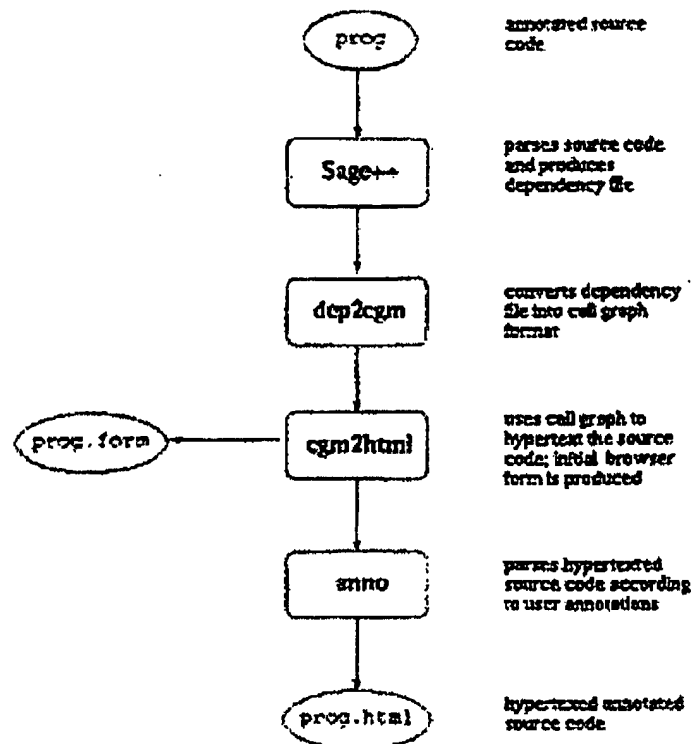 prog
annotated source
code
Sage++
parses source code
and produces
dependency file
dep2cgm
converts dependency
file into call graph
format
prog.form
cgm2html
uses call graph to
hypertext the source
code; initial browser
form is produced
anno
parses hypertexted
source code according
to user annotations
prog.html
hypertexed annotated
source code